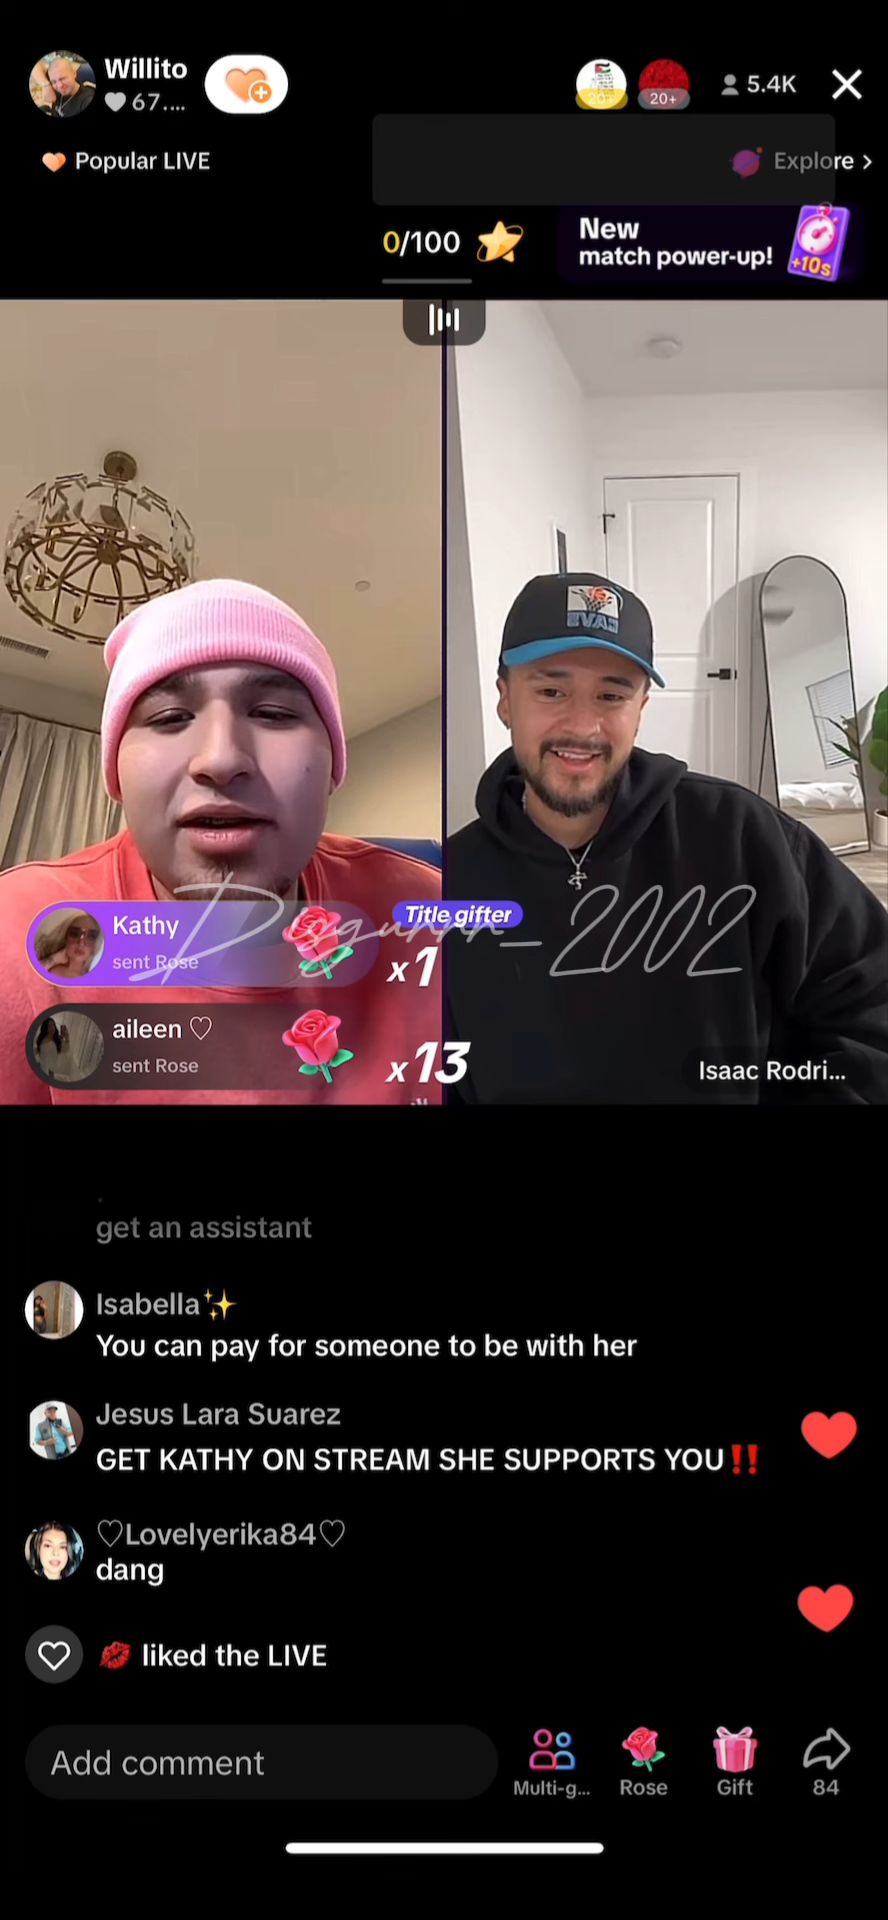 Willito
67....
20+
20+
5.4K
Popular LIVE
Explore >
0/100
New
match power-up!
+10s
Kathy
sent Rose
Title gifter
x1
_2002
aileen ♡
sent Rose
x13
Isaac Rodri...
get an assistant
Isabella✨
You can pay for someone to be with her
Jesus Lara Suarez
GET KATHY ON STREAM SHE SUPPORTS YOU‼️
♡Lovelyerika84♡
dang
💋 liked the LIVE
Add comment
Multi-g...
Rose
Gift
84